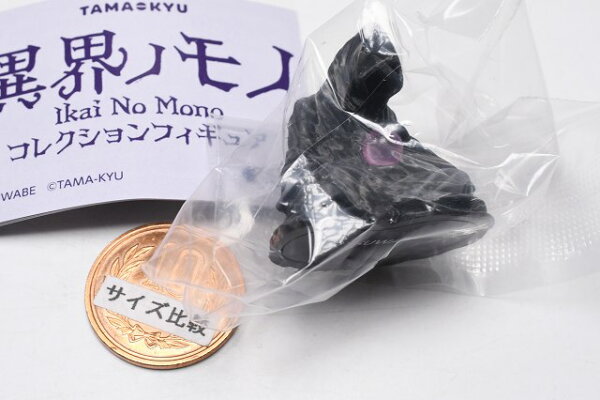 TAMA-KYU
異界ノモノ
Ikai No Mono
コレクションフィギュア
WABE ©TAMA-KYU
10
サイズ比較